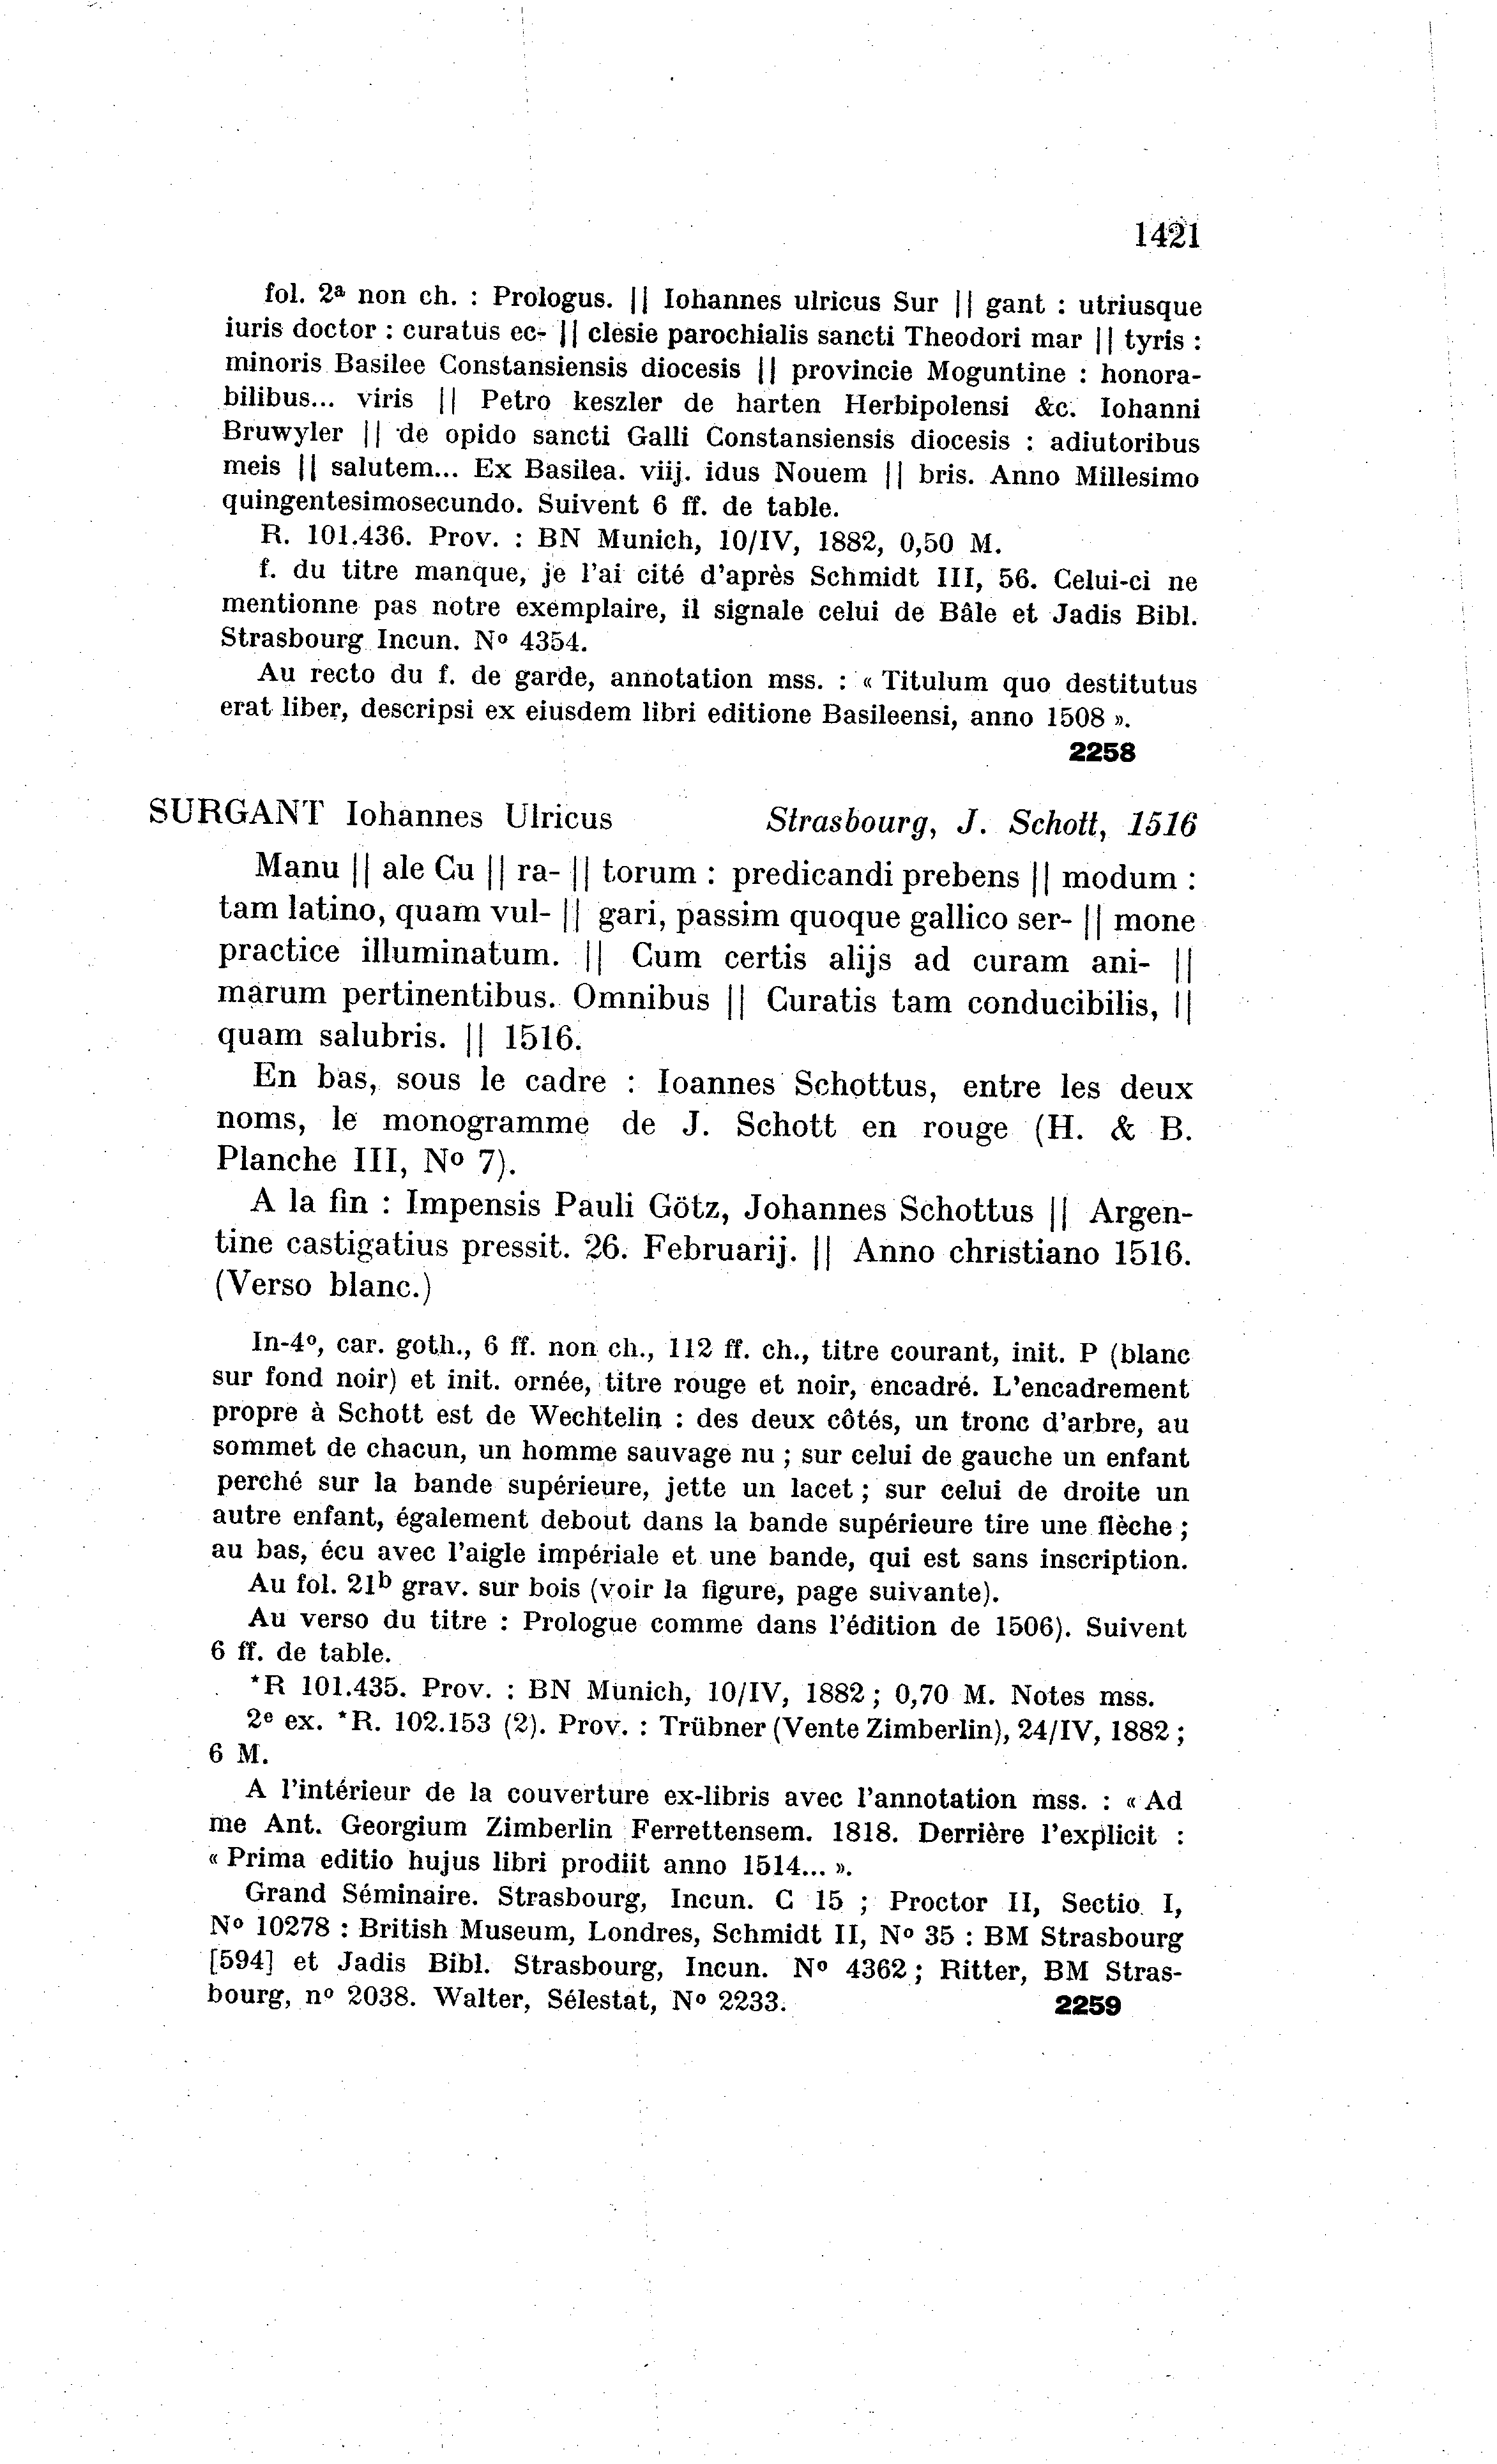 1421
fol. 2ª non ch. : Prologus. || Iohannes ulricus Sur || gant : utriusque
iuris doctor : curatus ec- || clesie parochialis sancti Theodori mar || tyris :
minoris Basilee Constansiensis diocesis || provincie Moguntine : honora-
bilibus... viris || Petro keszler de harten Herbipolensi &c. Iohanni
Bruwyler || de opido sancti Galli Constansiensis diocesis : adiutoribus
meis || salutem... Ex Basilea. viij. idus Nouem || bris. Anno Millesimo
quingentesimosecundo. Suivent 6 ff. de table.
R. 101.436. Prov. : BN Munich, 10/IV, 1882, 0,50 M.
f. du titre manque, je l'ai cité d'après Schmidt III, 56. Celui-ci ne
mentionne pas notre exemplaire, il signale celui de Bâle et Jadis Bibl.
Strasbourg Incun. Nº 4354.
Au recto du f. de garde, annotation mss. : « Titulum quo destitutus
erat liber, descripsi ex eiusdem libri editione Basileensi, anno 1508 ».
2258
SURGANT Iohannes Ulricus Strasbourg, J. Schott, 1516
Manu || ale Cu || ra- || torum : predicandi prebens || modum :
tam latino, quam vul- || gari, passim quoque gallico ser- || mone
practice illuminatum. || Cum certis alijs ad curam ani- ||
marum pertinentibus. Omnibus || Curatis tam conducibilis, ||
quam salubris. || 1516.
En bas, sous le cadre : Ioannes Schottus, entre les deux
noms, le monogramme de J. Schott en rouge (H. & B.
Planche III, Nº 7).
A la fin : Impensis Pauli Götz, Johannes Schottus || Argen-
tine castigatius pressit. 26. Februarij. || Anno christiano 1516.
(Verso blanc.)
In-4º, car. goth., 6 ff. non ch., 112 ff. ch., titre courant, init. P (blanc
sur fond noir) et init. ornée, titre rouge et noir, encadré. L'encadrement
propre à Schott est de Wechtelin : des deux côtés, un tronc d'arbre, au
sommet de chacun, un homme sauvage nu ; sur celui de gauche un enfant
perché sur la bande supérieure, jette un lacet ; sur celui de droite un
autre enfant, également debout dans la bande supérieure tire une flèche ;
au bas, écu avec l'aigle impériale et une bande, qui est sans inscription.
Au fol. 21ᵇ grav. sur bois (voir la figure, page suivante).
Au verso du titre : Prologue comme dans l'édition de 1506). Suivent
6 ff. de table.
*R 101.435. Prov. : BN Munich, 10/IV, 1882 ; 0,70 M. Notes mss.
2ᵉ ex. *R. 102.153 (2). Prov. : Trübner (Vente Zimberlin), 24/IV, 1882 ;
6 M.
A l'intérieur de la couverture ex-libris avec l'annotation mss. : « Ad
me Ant. Georgium Zimberlin Ferrettensem. 1818. Derrière l'explicit :
« Prima editio hujus libri prodiit anno 1514... ».
Grand Séminaire. Strasbourg, Incun. C 15 ; Proctor II, Sectio. I,
Nº 10278 : British Museum, Londres, Schmidt II, Nº 35 : BM Strasbourg
[594] et Jadis Bibl. Strasbourg, Incun. Nº 4362 ; Ritter, BM Stras-
bourg, nº 2038. Walter, Sélestat, Nº 2233.
2259